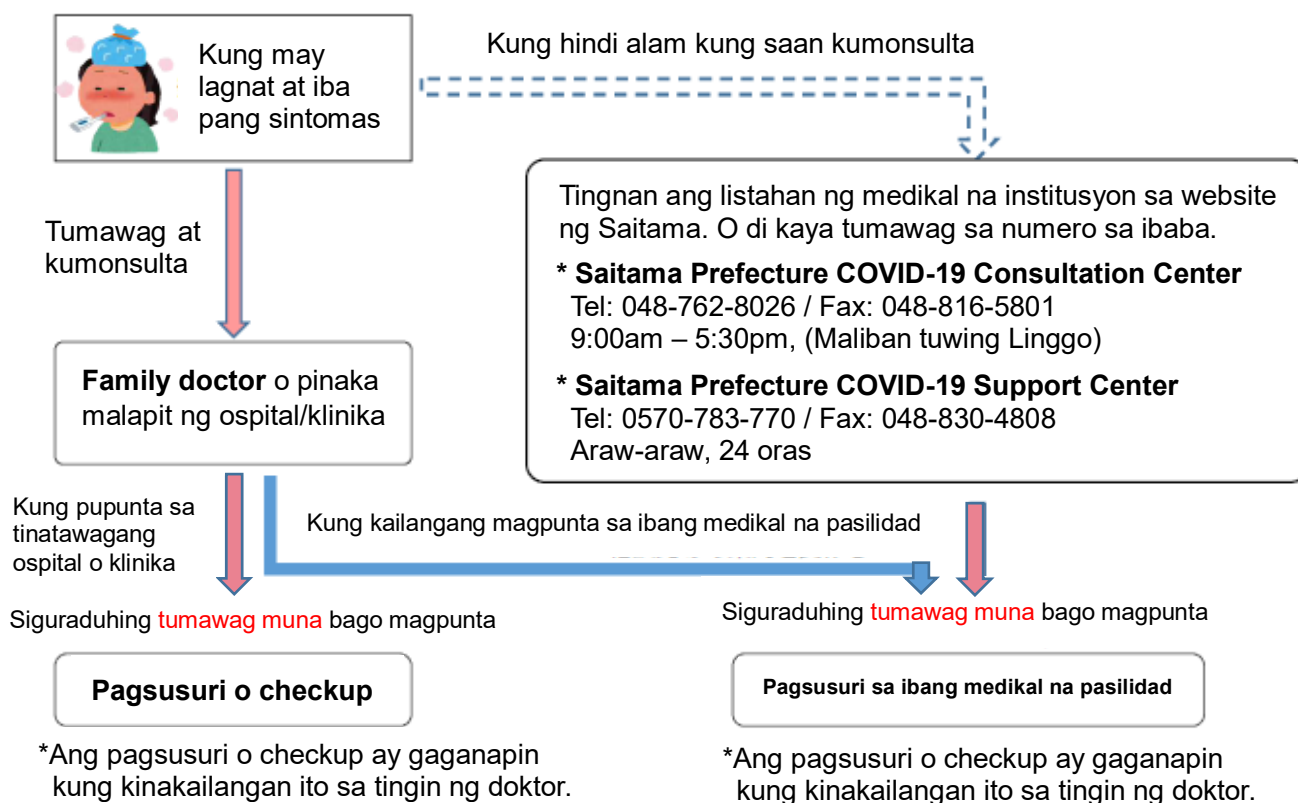 Kung may
lagnat at iba
pang sintomas
Kung hindi alam kung saan kumonsulta
Tumawag at
kumonsulta
Tingnan ang listahan ng medikal na institusyon sa website
ng Saitama. O di kaya tumawag sa numero sa ibaba.
* Saitama Prefecture COVID-19 Consultation Center
Tel: 048-762-8026 / Fax: 048-816-5801
9:00am – 5:30pm, (Maliban tuwing Linggo)
* Saitama Prefecture COVID-19 Support Center
Tel: 0570-783-770 / Fax: 048-830-4808
Araw-araw, 24 oras
Family doctor o pinaka
malapit ng ospital/klinika
Kung pupunta sa
tinatawagang
ospital o klinika
Kung kailangang magpunta sa ibang medikal na pasilidad
Siguraduhing tumawag muna bago magpunta
Siguraduhing tumawag muna bago magpunta
Pagsusuri o checkup
Pagsusuri sa ibang medikal na pasilidad
*Ang pagsusuri o checkup ay gaganapin
kung kinakailangan ito sa tingin ng doktor.
*Ang pagsusuri o checkup ay gaganapin
kung kinakailangan ito sa tingin ng doktor.